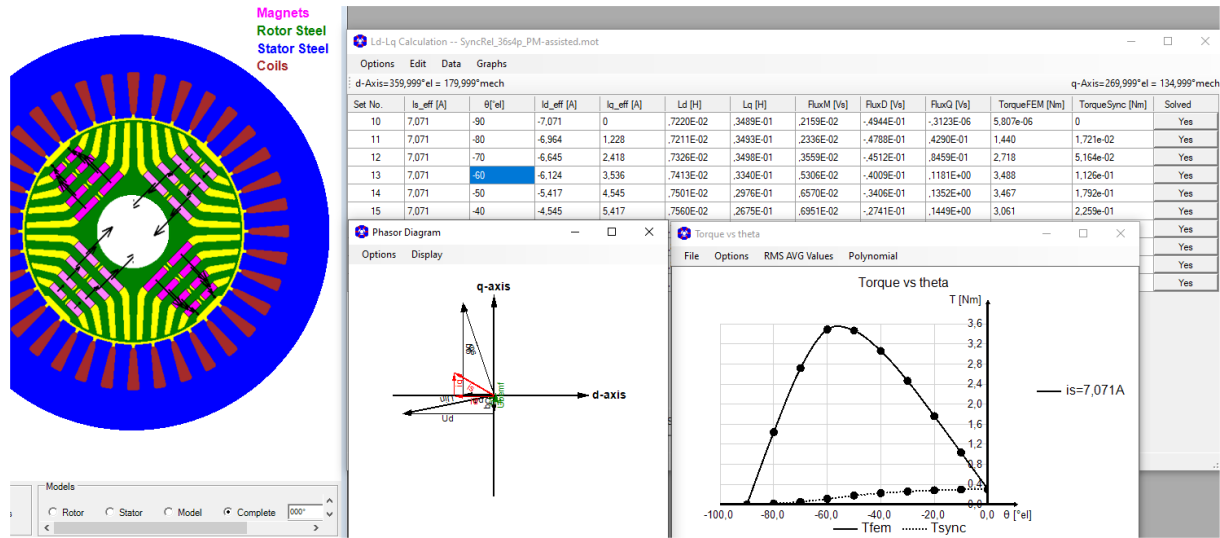 Magnets
Rotor Steel
Stator Steel
Coils
Ld-Lq Calculation -- SyncRel_36s4p_PM-assisted.mot
Options Edit Data Graphs
d-Axis=359,999°el = 179,999°mech q-Axis=269,999°el = 134,999°mech
Set No. Is_eff [A] θ[°el] Id_eff [A] Iq_eff [A] Ld [H] Lq [H] FluxM [Vs] FluxD [Vs] FluxQ [Vs] TorqueFEM [Nm] TorqueSync [Nm] Solved
10 7,071 -90 -7,071 0 ,7220E-02 ,3489E-01 ,2159E-02 -,4944E-01 -,3123E-06 5,807e-06 0 Yes
11 7,071 -80 -6,964 1,228 ,7211E-02 ,3493E-01 ,2336E-02 -,4788E-01 ,4290E-01 1,440 1,721e-02 Yes
12 7,071 -70 -6,645 2,418 ,7326E-02 ,3498E-01 ,3559E-02 -,4512E-01 ,8459E-01 2,718 5,164e-02 Yes
13 7,071 -60 -6,124 3,536 ,7413E-02 ,3340E-01 ,5306E-02 -,4009E-01 ,1181E+00 3,488 1,126e-01 Yes
14 7,071 -50 -5,417 4,545 ,7501E-02 ,2976E-01 ,6570E-02 -,3406E-01 ,1352E+00 3,467 1,792e-01 Yes
15 7,071 -40 -4,545 5,417 ,7560E-02 ,2675E-01 ,6951E-02 -,2741E-01 ,1449E+00 3,061 2,259e-01 Yes
Yes
Yes
Yes
Yes
Phasor Diagram
Options Display
q-axis
d-axis
Ud
Torque vs theta
File Options RMS AVG Values Polynomial
Torque vs theta
T [Nm]
3,6
3,2
2,8
2,4
2,0
1,6
1,2
0,8
0,4
0,0
is=7,071A
-100,0 -80,0 -60,0 -40,0 -20,0 0,0 θ [°el]
Tfem Tsync
Models
Rotor Stator Model Complete 000°